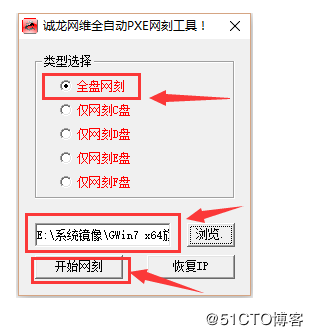 诚龙网维全自动PXE网刻工具！
类型选择
全盘网刻
仅网刻C盘
仅网刻D盘
仅网刻E盘
仅网刻F盘
E:\系统镜像\GWin7 x64旗
浏览.
开始网刻
恢复IP
@51CTO博客